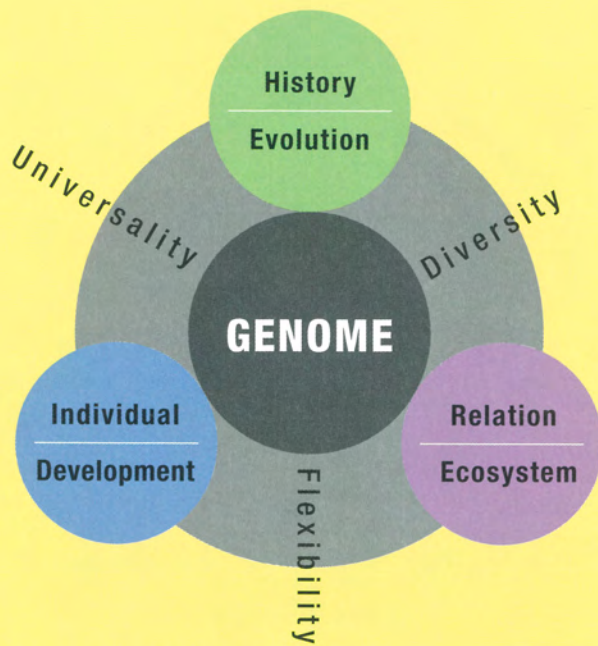 History
Evolution
Universality
Diversity
GENOME
Individual
Development
Relation
Ecosystem
Flexibility